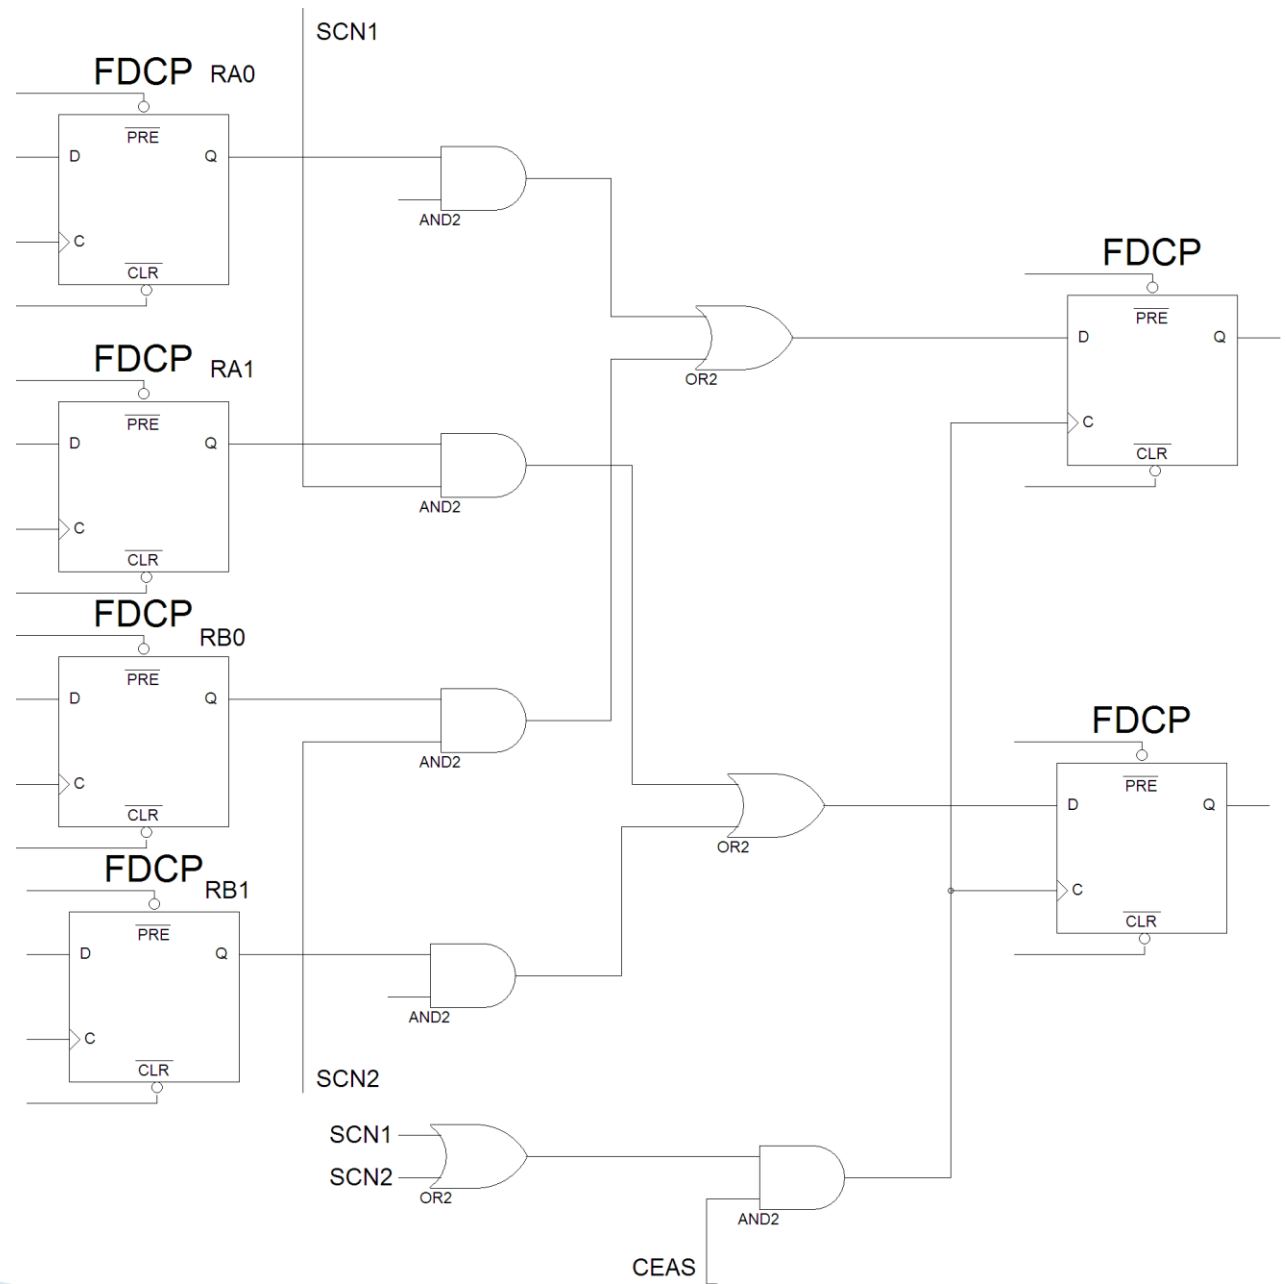 SCN1
FDCP RA0
PRE
D Q
C
CLR
AND2
FDCP RA1
PRE
D Q
C
CLR
AND2
FDCP RB0
PRE
D Q
C
CLR
AND2
FDCP RB1
PRE
D Q
C
CLR
AND2
SCN2
OR2
OR2
FDCP
PRE
D Q
C
CLR
FDCP
PRE
D Q
C
CLR
SCN1
SCN2
OR2
AND2
CEAS